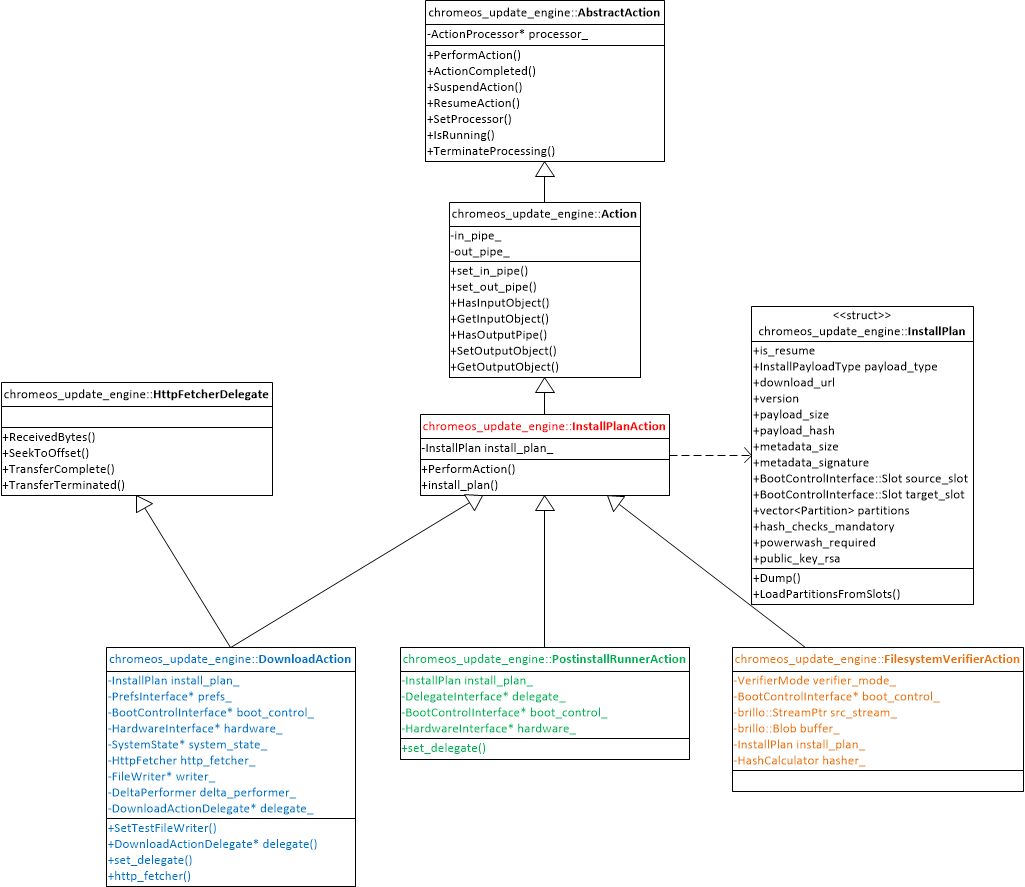 chromeos_update_engine::AbstractAction
-ActionProcessor* processor_
+PerformAction()
+ActionCompleted()
+SuspendAction()
+ResumeAction()
+SetProcessor()
+IsRunning()
+TerminateProcessing()
chromeos_update_engine::Action
-in_pipe_
-out_pipe_
+set_in_pipe()
+set_out_pipe()
+HasInputObject()
+GetInputObject()
+HasOutputPipe()
+SetOutputObject()
+GetOutputObject()
<<struct>>
chromeos_update_engine::InstallPlan
+is_resume
+InstallPayloadType payload_type
+download_url
+version
+payload_size
+payload_hash
+metadata_size
+metadata_signature
+BootControlInterface::Slot source_slot
+BootControlInterface::Slot target_slot
+vector<Partition> partitions
+hash_checks_mandatory
+powerwash_required
+public_key_rsa
+Dump()
+LoadPartitionsFromSlots()
chromeos_update_engine::HttpFetcherDelegate
+ReceivedBytes()
+SeekToOffset()
+TransferComplete()
+TransferTerminated()
chromeos_update_engine::InstallPlanAction
-InstallPlan install_plan_
+PerformAction()
+install_plan()
chromeos_update_engine::DownloadAction
-InstallPlan install_plan_
-PrefsInterface* prefs_
-BootControlInterface* boot_control_
-HardwareInterface* hardware_
-SystemState* system_state_
-HttpFetcher http_fetcher_
-FileWriter* writer_
-DeltaPerformer delta_performer_
-DownloadActionDelegate* delegate_
+SetTestFileWriter()
+DownloadActionDelegate* delegate()
+set_delegate()
+http_fetcher()
chromeos_update_engine::PostinstallRunnerAction
-InstallPlan install_plan_
-DelegateInterface* delegate_
-BootControlInterface* boot_control_
-HardwareInterface* hardware_
+set_delegate()
chromeos_update_engine::FilesystemVerifierAction
-VerifierMode verifier_mode_
-BootControlInterface* boot_control_
-brillo::StreamPtr src_stream_
-brillo::Blob buffer_
-InstallPlan install_plan_
-HashCalculator hasher_